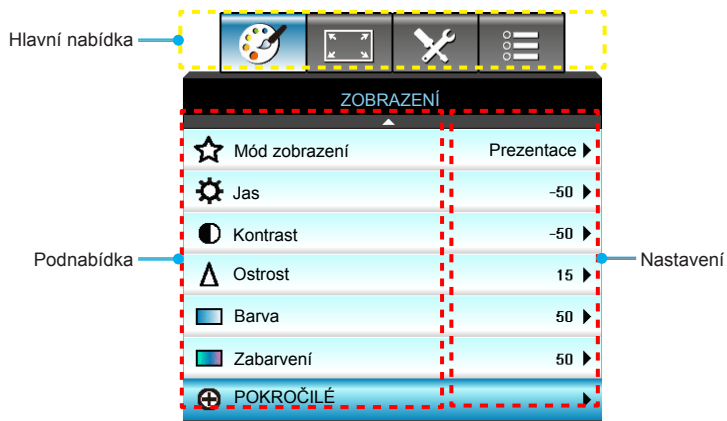 Hlavní nabídka
ZOBRAZENÍ
Mód zobrazení Prezentace
Jas -50
Kontrast -50
Podnabídka
Nastavení
Ostrost 15
Barva 50
Zabarvení 50
POKROČILÉ